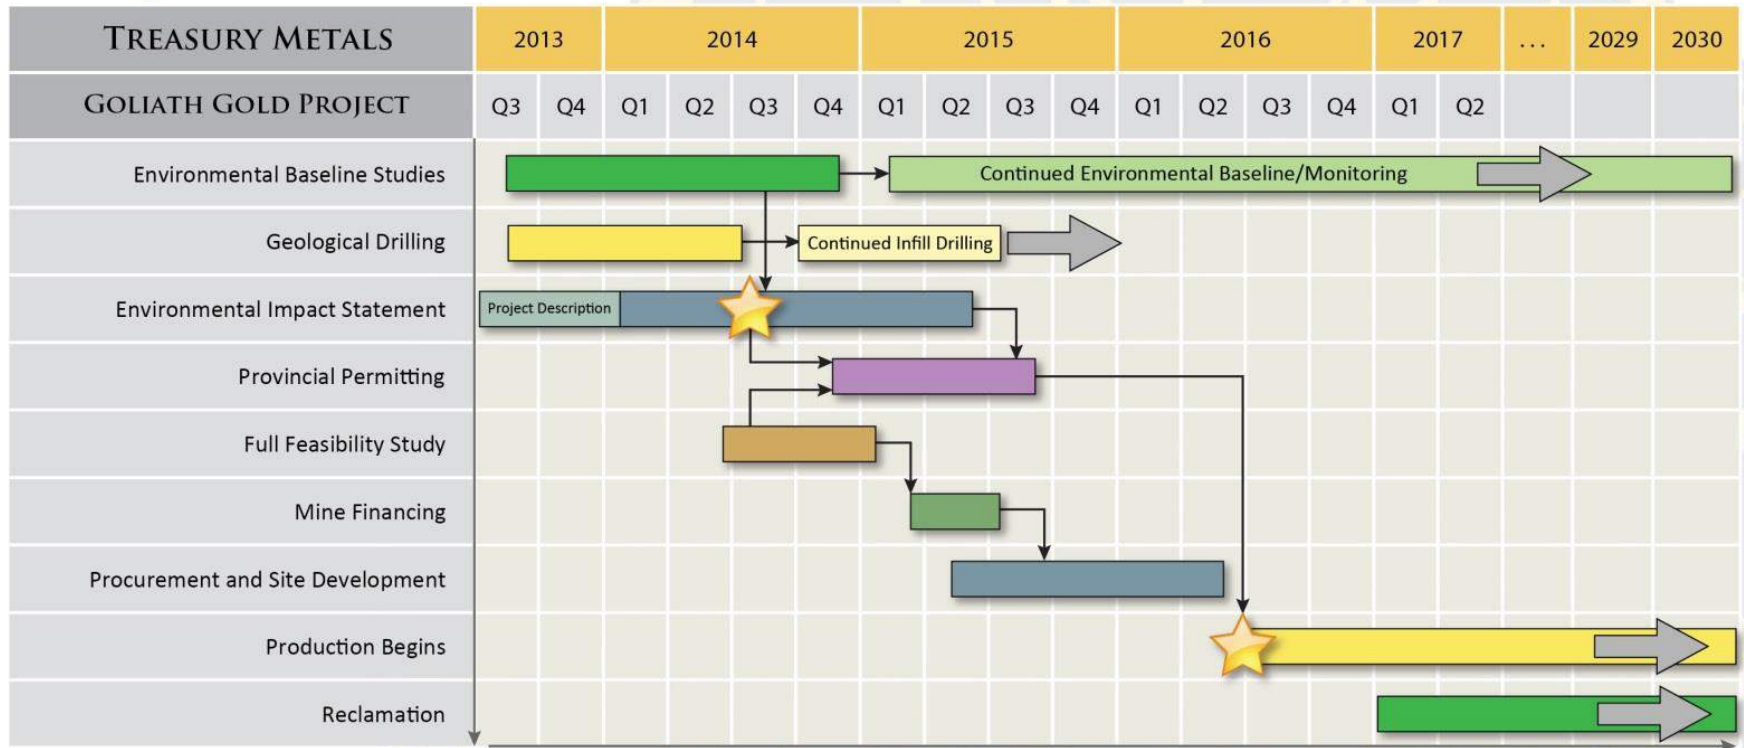 TREASURY METALS 2013 2014 2015 2016 2017 ... 2029 2030
GOLIATH GOLD PROJECT Q3 Q4 Q1 Q2 Q3 Q4 Q1 Q2 Q3 Q4 Q1 Q2 Q3 Q4 Q1 Q2
Environmental Baseline Studies Continued Environmental Baseline/Monitoring
Geological Drilling Continued Infill Drilling
Environmental Impact Statement Project Description
Provincial Permitting
Full Feasibility Study
Mine Financing
Procurement and Site Development
Production Begins
Reclamation